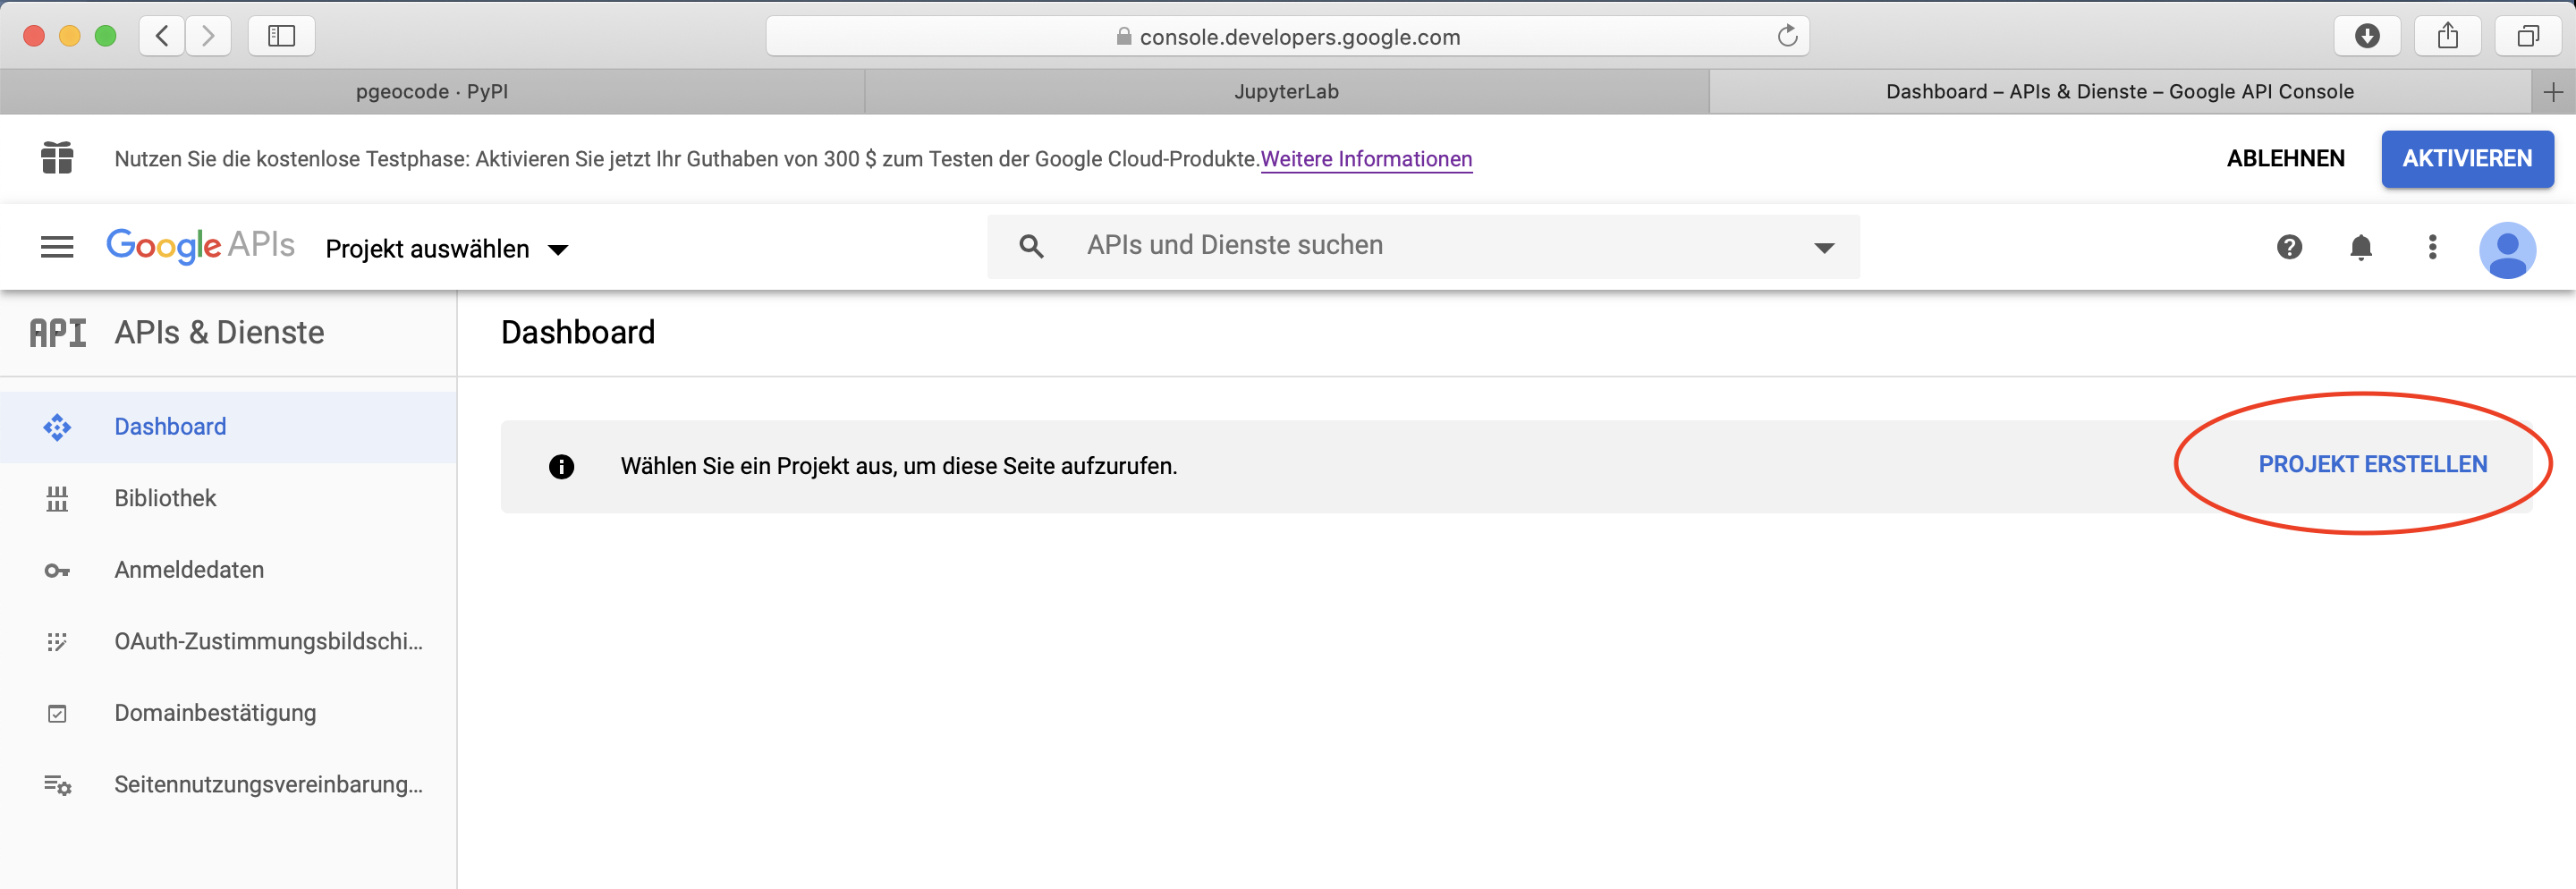 console.developers.google.com
pgeocode · PyPI
JupyterLab
Dashboard – APIs & Dienste – Google API Console
Nutzen Sie die kostenlose Testphase: Aktivieren Sie jetzt Ihr Guthaben von 300 $ zum Testen der Google Cloud-Produkte.Weitere Informationen
ABLEHNEN
AKTIVIEREN
Google APIs
Projekt auswählen
APIs und Dienste suchen
API APIs & Dienste
Dashboard
Dashboard
Wählen Sie ein Projekt aus, um diese Seite aufzurufen.
PROJEKT ERSTELLEN
Bibliothek
Anmeldedaten
OAuth-Zustimmungsbildschi...
Domainbestätigung
Seitennutzungsvereinbarung...